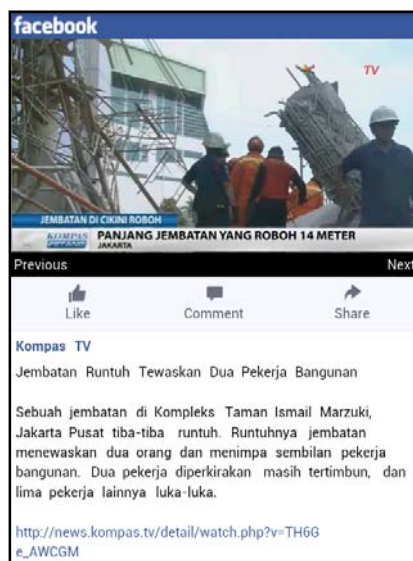 facebook
TV
JEMBATAN DI CIKINI ROBOH
KOMPAS PANJANG JEMBATAN YANG ROBOH 14 METER
JAKARTA
Previous Next
Like Comment Share
Kompas TV
Jembatan Runtuh Tewaskan Dua Pekerja Bangunan
Sebuah jembatan di Kompleks Taman Ismail Marzuki,
Jakarta Pusat tiba-tiba runtuh. Runtuhnya jembatan
menewaskan dua orang dan menimpa sembilan pekerja
bangunan. Dua pekerja diperkirakan masih tertimbun, dan
lima pekerja lainnya luka-luka.
http://news.kompas.tv/detail/watch.php?v=TH6G
e_AWCGM